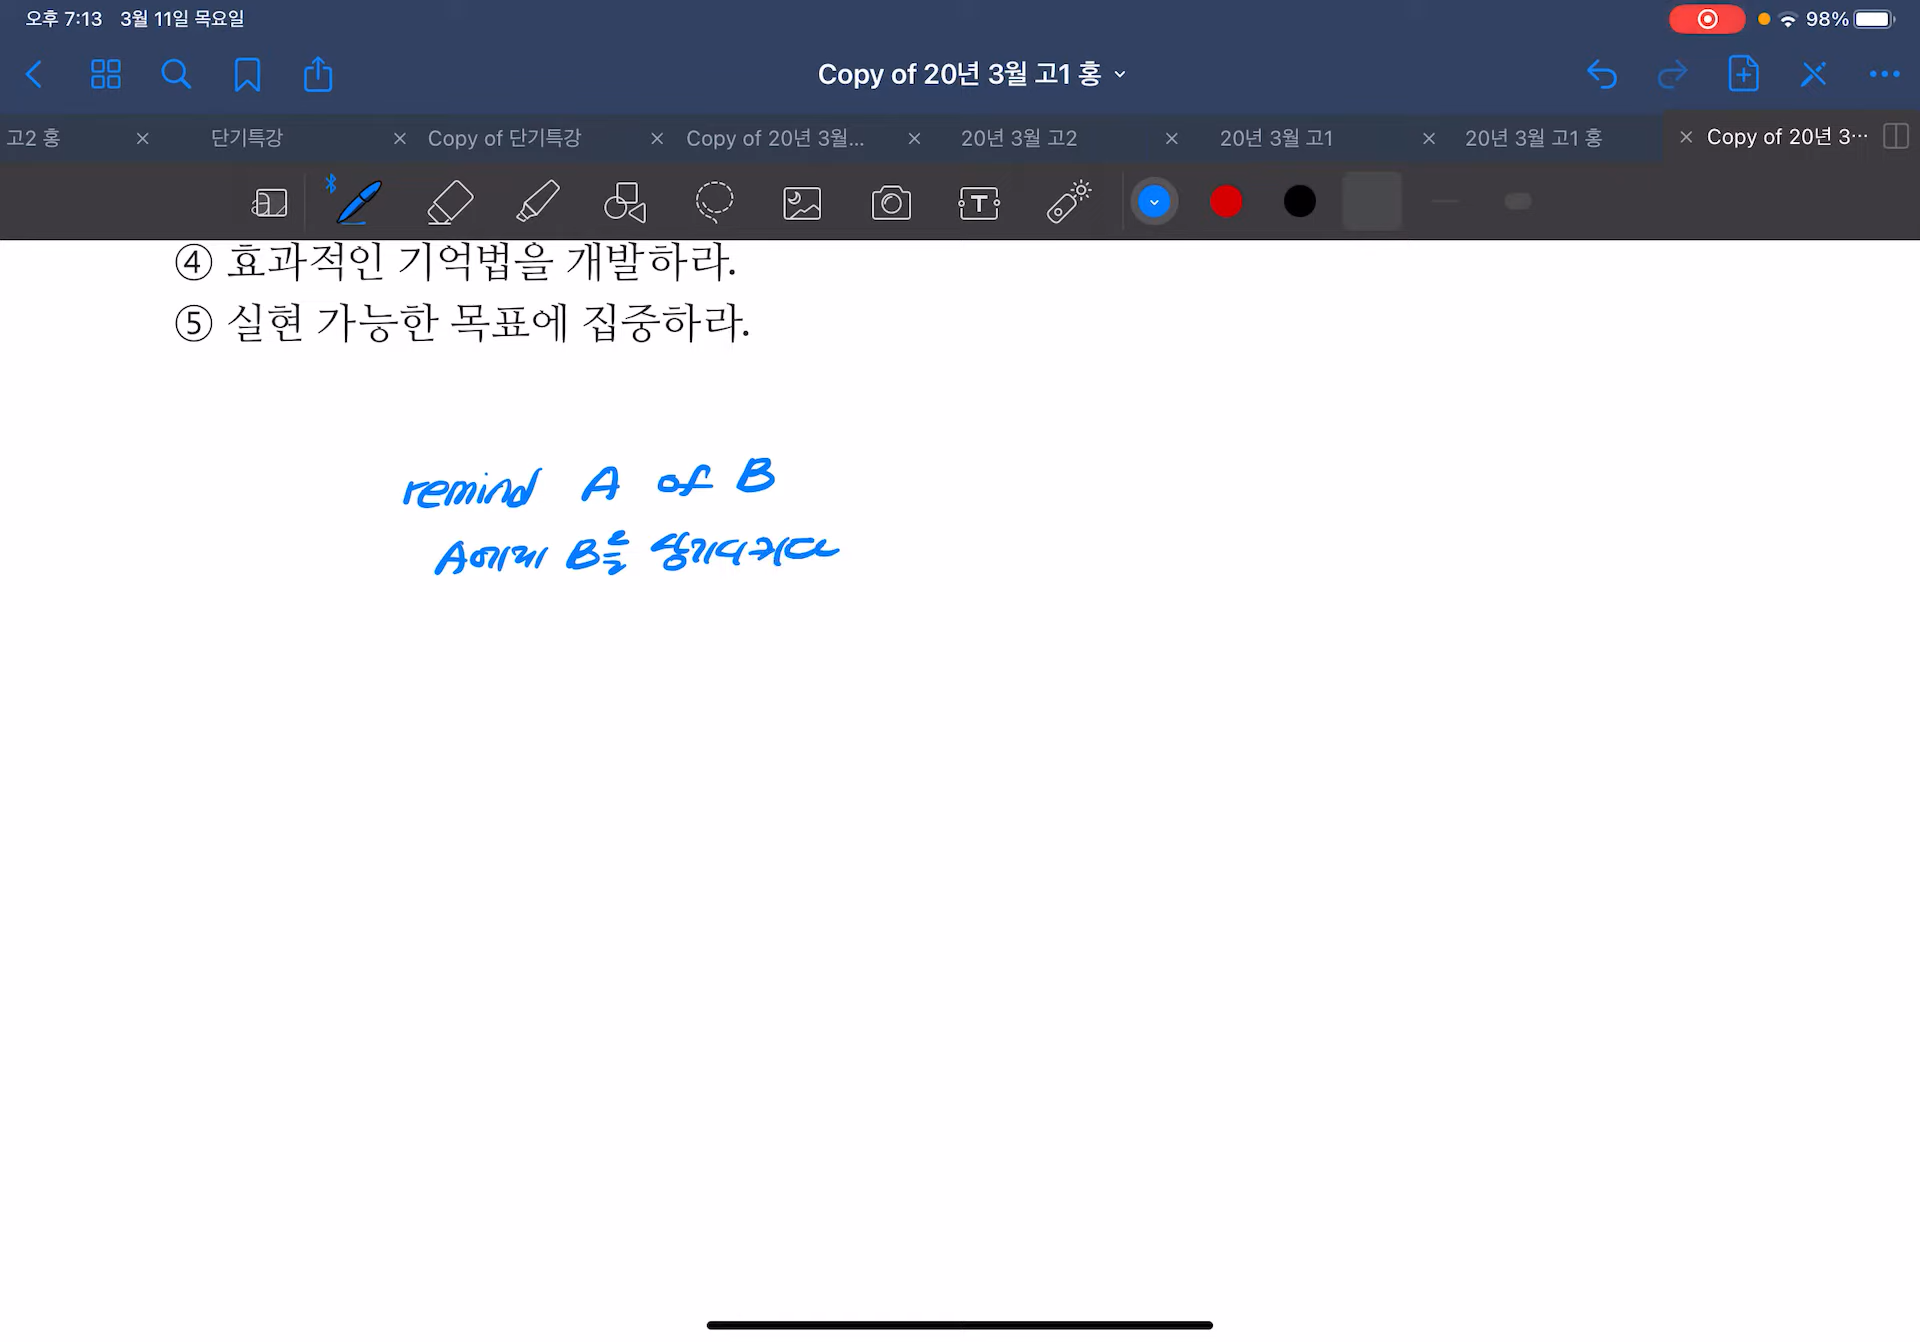 오후 7:13 3월 11일 목요일 98%
Copy of 20년 3월 고1 홍
고2 홍 단기특강 Copy of 단기특강 Copy of 20년 3월... 20년 3월 고2 20년 3월 고1 20년 3월 고1 홍 Copy of 20년 3...
④ 효과적인 기억법을 개발하라.
⑤ 실현 가능한 목표에 집중하라.
remind A of B
A에게 B를 상기시키다